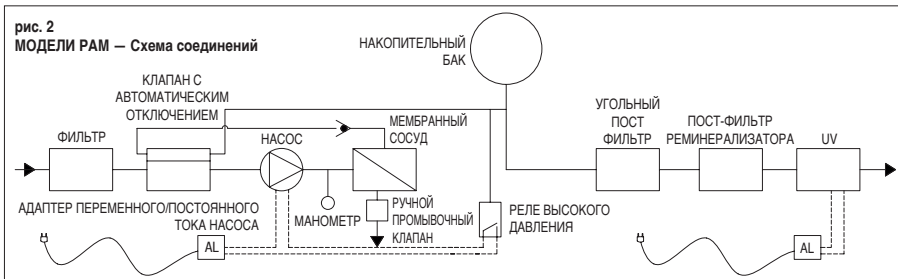 рис. 2
МОДЕЛИ PAM — Схема соединений
НАКОПИТЕЛЬНЫЙ
БАК
КЛАПАН С
АВТОМАТИЧЕСКИМ
ОТКЛЮЧЕНИЕМ
ФИЛЬТР
НАСОС
МЕМБРАННЫЙ
СОСУД
УГОЛЬНЫЙ
ПОСТ
ФИЛЬТР
ПОСТ-ФИЛЬТР
РЕМИНЕРАЛИЗАТОРА
UV
АДАПТЕР ПЕРЕМЕННОГО/ПОСТОЯННОГО
ТОКА НАСОСА
МАНОМЕТР
РУЧНОЙ
ПРОМЫВОЧНЫЙ
КЛАПАН
РЕЛЕ ВЫСОКОГО
ДАВЛЕНИЯ
AL
AL